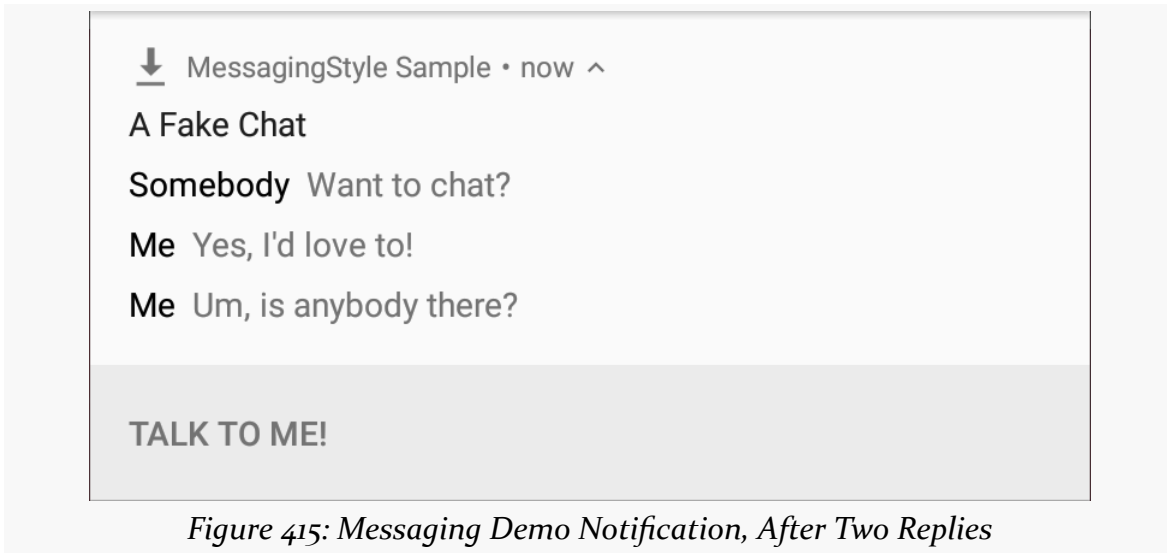 MessagingStyle Sample • now
A Fake Chat
Somebody Want to chat?
Me Yes, I'd love to!
Me Um, is anybody there?
TALK TO ME!
Figure 415: Messaging Demo Notification, After Two Replies